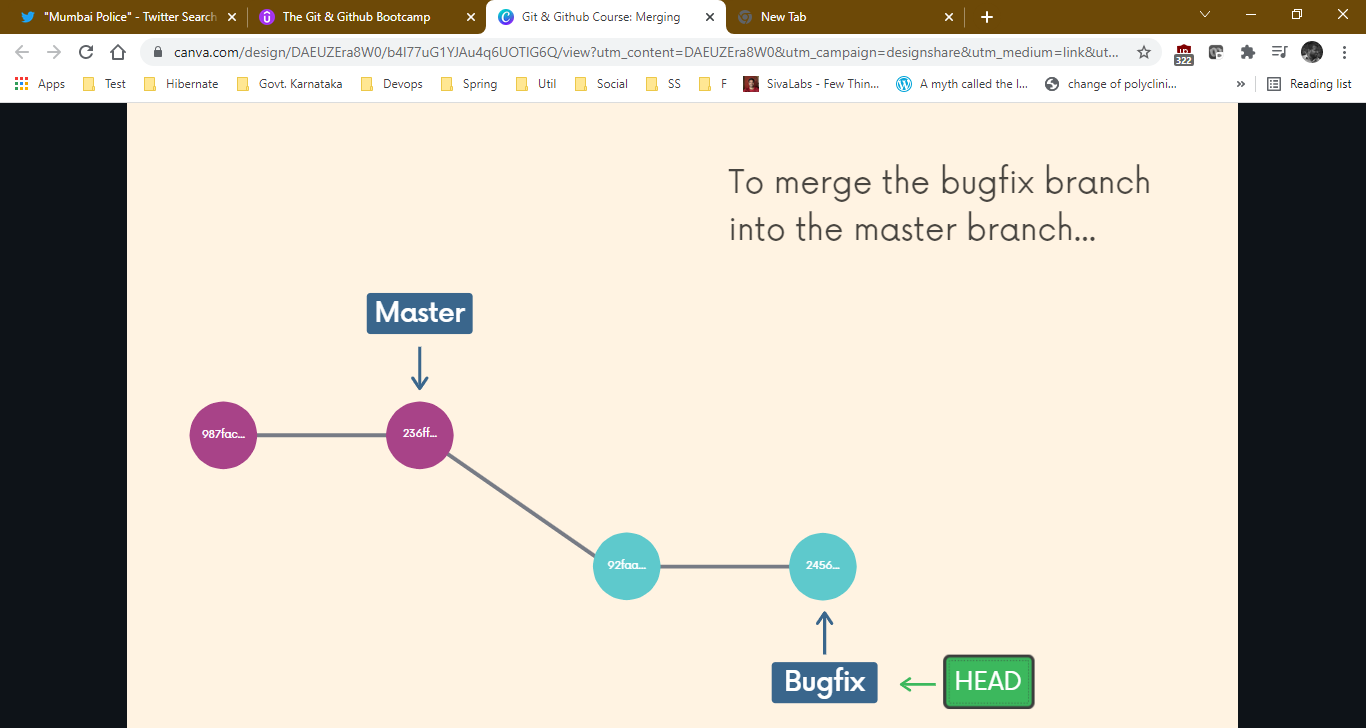 "Mumbai Police" - Twitter Search
The Git & Github Bootcamp
Git & Github Course: Merging
New Tab
canva.com/design/DAEUZEra8W0/b4I77uG1YJAu4q6UOTIG6Q/view?utm_content=DAEUZEra8W0&utm_campaign=designshare&utm_medium=link&ut...
322
Apps
Test
Hibernate
Govt. Karnataka
Devops
Spring
Util
Social
SS
F
SivaLabs - Few Thin...
A myth called the I...
change of polyclini...
»
Reading list
To merge the bugfix branch
into the master branch...
Master
987fac...
236ff...
92faa...
2456...
Bugfix
HEAD